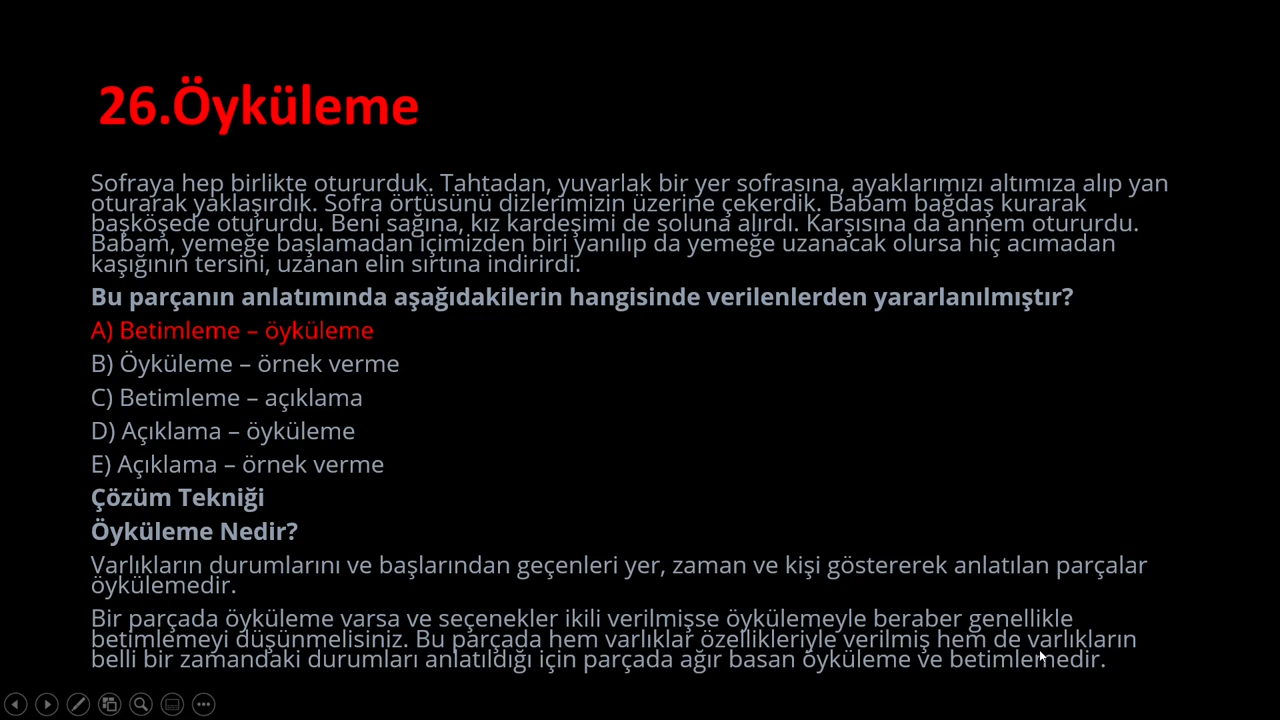 26.Öyküleme
Sofraya hep birlikte otururduk. Tahtadan, yuvarlak bir yer sofrasına, ayaklarımızı altımıza alıp yan
oturarak yaklaşırdık. Sofra örtüsünü dizlerimizin üzerine çekerdik. Babam bağdaş kurarak
başköşede otururdu. Beni sağına, kız kardeşimi de soluna alırdı. Karşısına da annem otururdu.
Babam, yemeğe başlamadan içimizden biri yanılıp da yemeğe uzanacak olursa hiç acımadan
kaşığının tersini, uzanan elin sırtına indirirdi.
Bu parçanın anlatımında aşağıdakilerin hangisinde verilenlerden yararlanılmıştır?
A) Betimleme – öyküleme
B) Öyküleme – örnek verme
C) Betimleme – açıklama
D) Açıklama – öyküleme
E) Açıklama – örnek verme
Çözüm Tekniği
Öyküleme Nedir?
Varlıkların durumlarını ve başlarından geçenleri yer, zaman ve kişi göstererek anlatılan parçalar
öykülemedir.
Bir parçada öyküleme varsa ve seçenekler ikili verilmişse öykülemeyle beraber genellikle
betimlemeyi düşünmelisiniz. Bu parçada hem varlıklar özellikleriyle verilmiş hem de varlıkların
belli bir zamandaki durumları anlatıldığı için parçada ağır basan öyküleme ve betimlemedir.